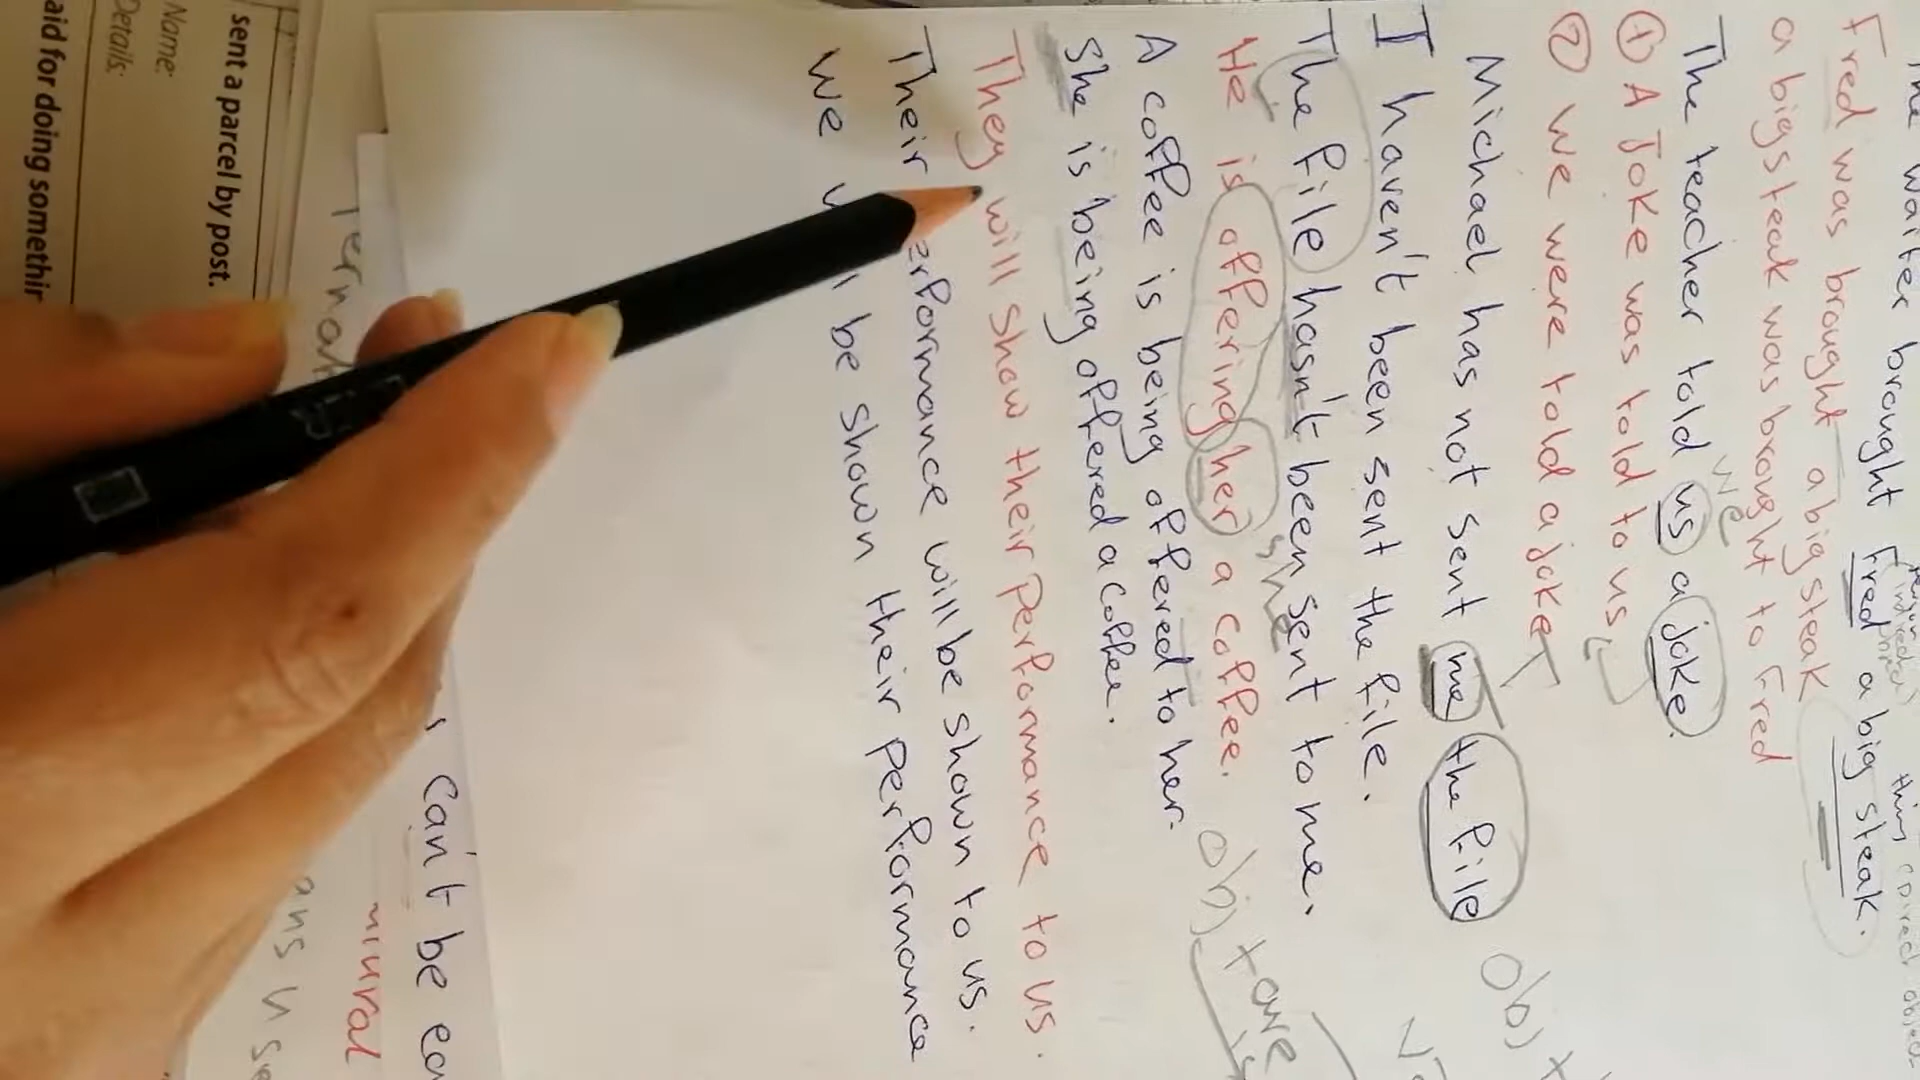 The waiter brought Fred a big steak.
Fred was brought a big steak
a big steak was brought to Fred
we
The teacher told us a joke.
① A Joke was told to us
② we were told a joke
Michael has not sent me the file
I haven't been sent the file.
The file hasn't been sent to me.
she
He is offering her a coffee.
A coffee is being offered to her.
She is being offered a coffee.
They will show their performance to us.
Their will be shown to us.
We be shown their performance
can't be
sent a parcel by post.
Name:
Details:
aid for doing